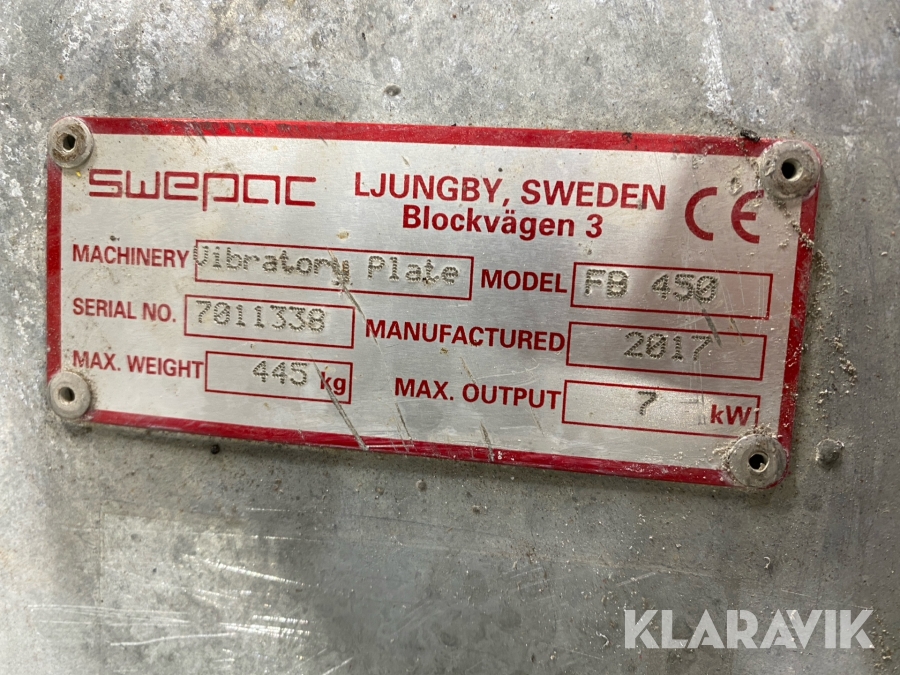 swepac LJUNGBY, SWEDEN CE
Blockvägen 3
MACHINERY Vibratory Plate MODEL FB 450
SERIAL NO. 7011338 MANUFACTURED 2017
MAX. WEIGHT 445 kg MAX. OUTPUT 7 kW
KLARAVIK